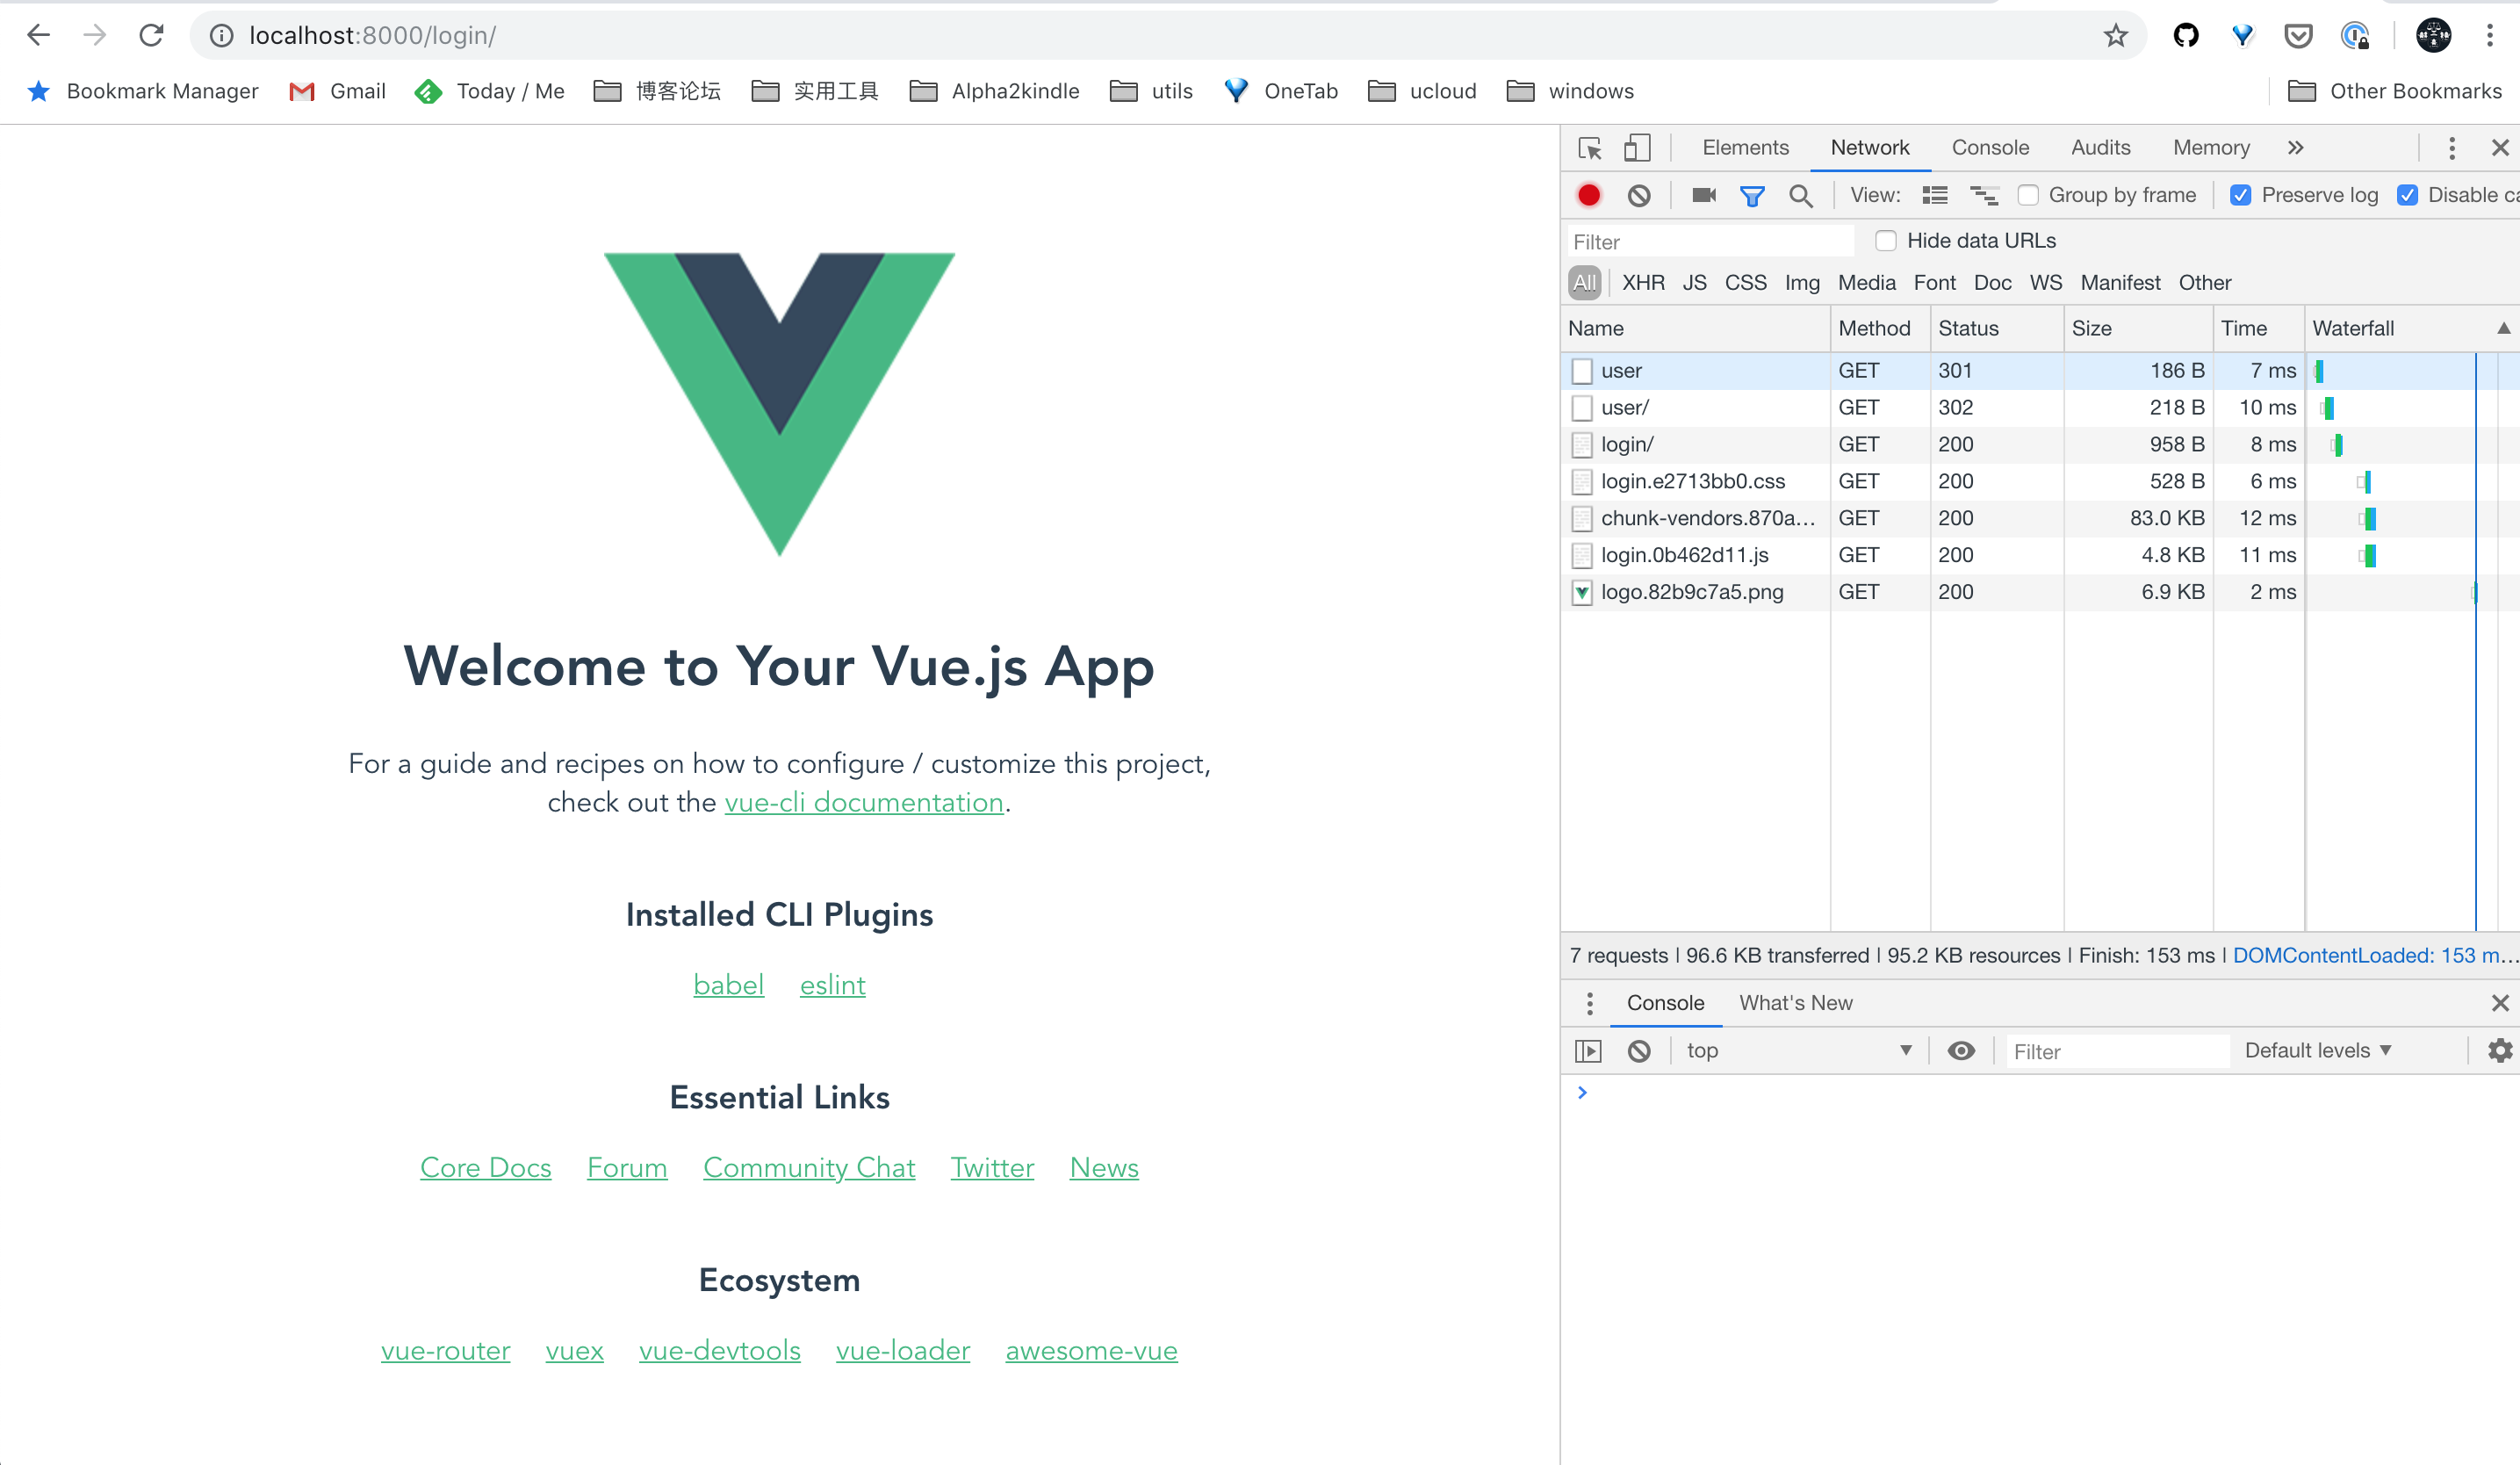 localhost:8000/login/
Bookmark Manager Gmail Today / Me 博客论坛 实用工具 Alpha2kindle utils OneTab ucloud windows Other Bookmarks
Welcome to Your Vue.js App
For a guide and recipes on how to configure / customize this project,
check out the vue-cli documentation.
Installed CLI Plugins
babel eslint
Essential Links
Core Docs Forum Community Chat Twitter News
Ecosystem
vue-router vuex vue-devtools vue-loader awesome-vue
Elements Network Console Audits Memory »
View: Group by frame Preserve log Disable ca
Filter Hide data URLs
All XHR JS CSS Img Media Font Doc WS Manifest Other
Name Method Status Size Time Waterfall
user GET 301 186 B 7 ms
user/ GET 302 218 B 10 ms
login/ GET 200 958 B 8 ms
login.e2713bb0.css GET 200 528 B 6 ms
chunk-vendors.870a… GET 200 83.0 KB 12 ms
login.0b462d11.js GET 200 4.8 KB 11 ms
logo.82b9c7a5.png GET 200 6.9 KB 2 ms
7 requests | 96.6 KB transferred | 95.2 KB resources | Finish: 153 ms | DOMContentLoaded: 153 m…
Console What's New
top Filter Default levels